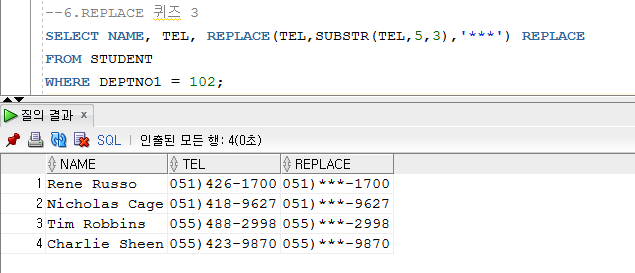 --6.REPLACE 퀴즈 3
SELECT NAME, TEL, REPLACE(TEL,SUBSTR(TEL,5,3),'***') REPLACE
FROM STUDENT
WHERE DEPTNO1 = 102;
질의 결과 x
SQL | 인출된 모든 행: 4(0초)
NAME TEL REPLACE
1 Rene Russo 051)426-1700 051)***-1700
2 Nicholas Cage 051)418-9627 051)***-9627
3 Tim Robbins 055)488-2998 055)***-2998
4 Charlie Sheen 055)423-9870 055)***-9870